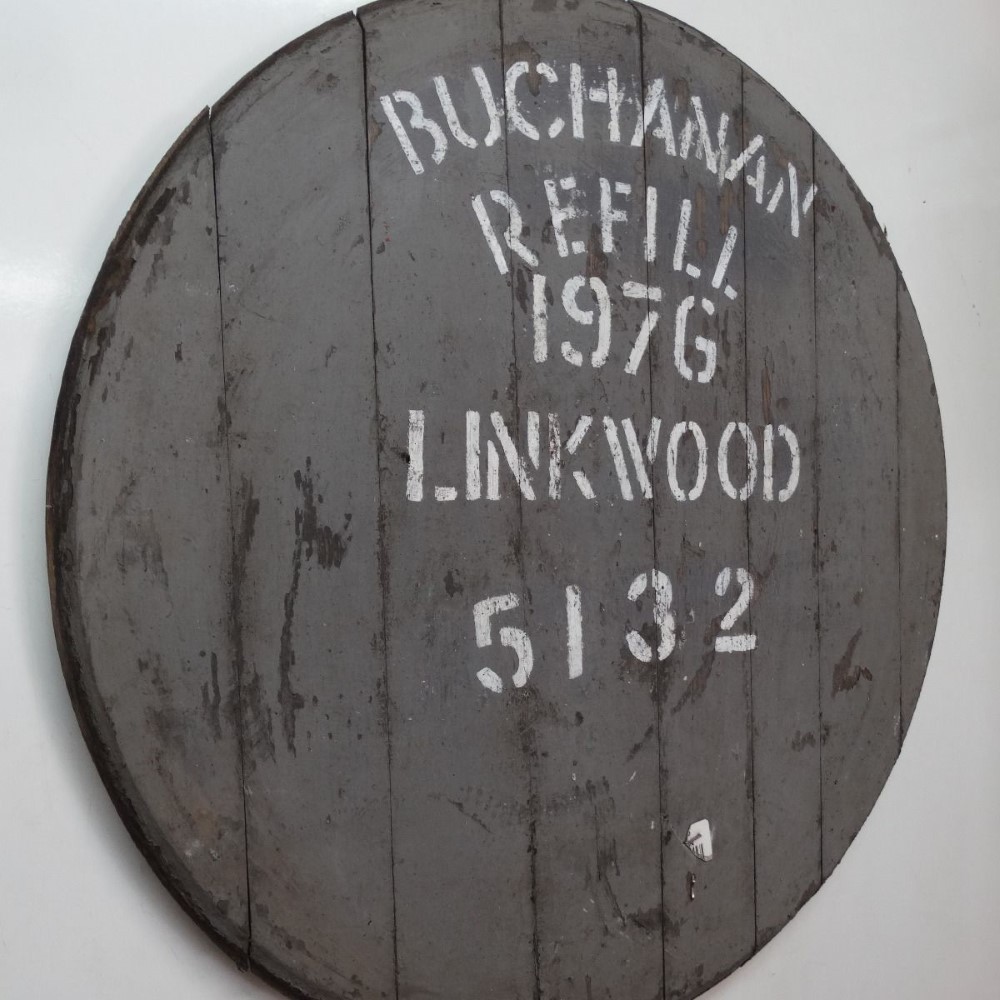 BUCHANAN
REFILL
1976
LINKWOOD
5132